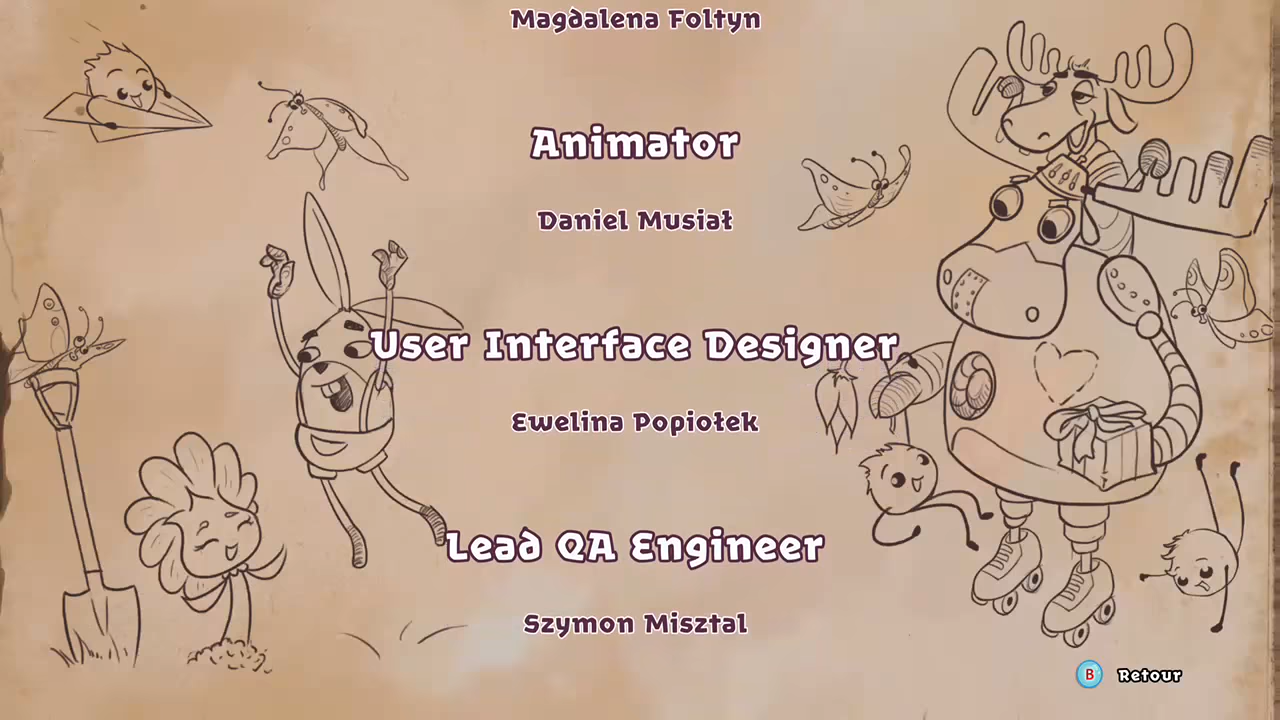 Magdalena Foltyn
Animator
Daniel Musiał
User Interface Designer
Ewelina Popiołek
Lead QA Engineer
Szymon Misztal
B Retour